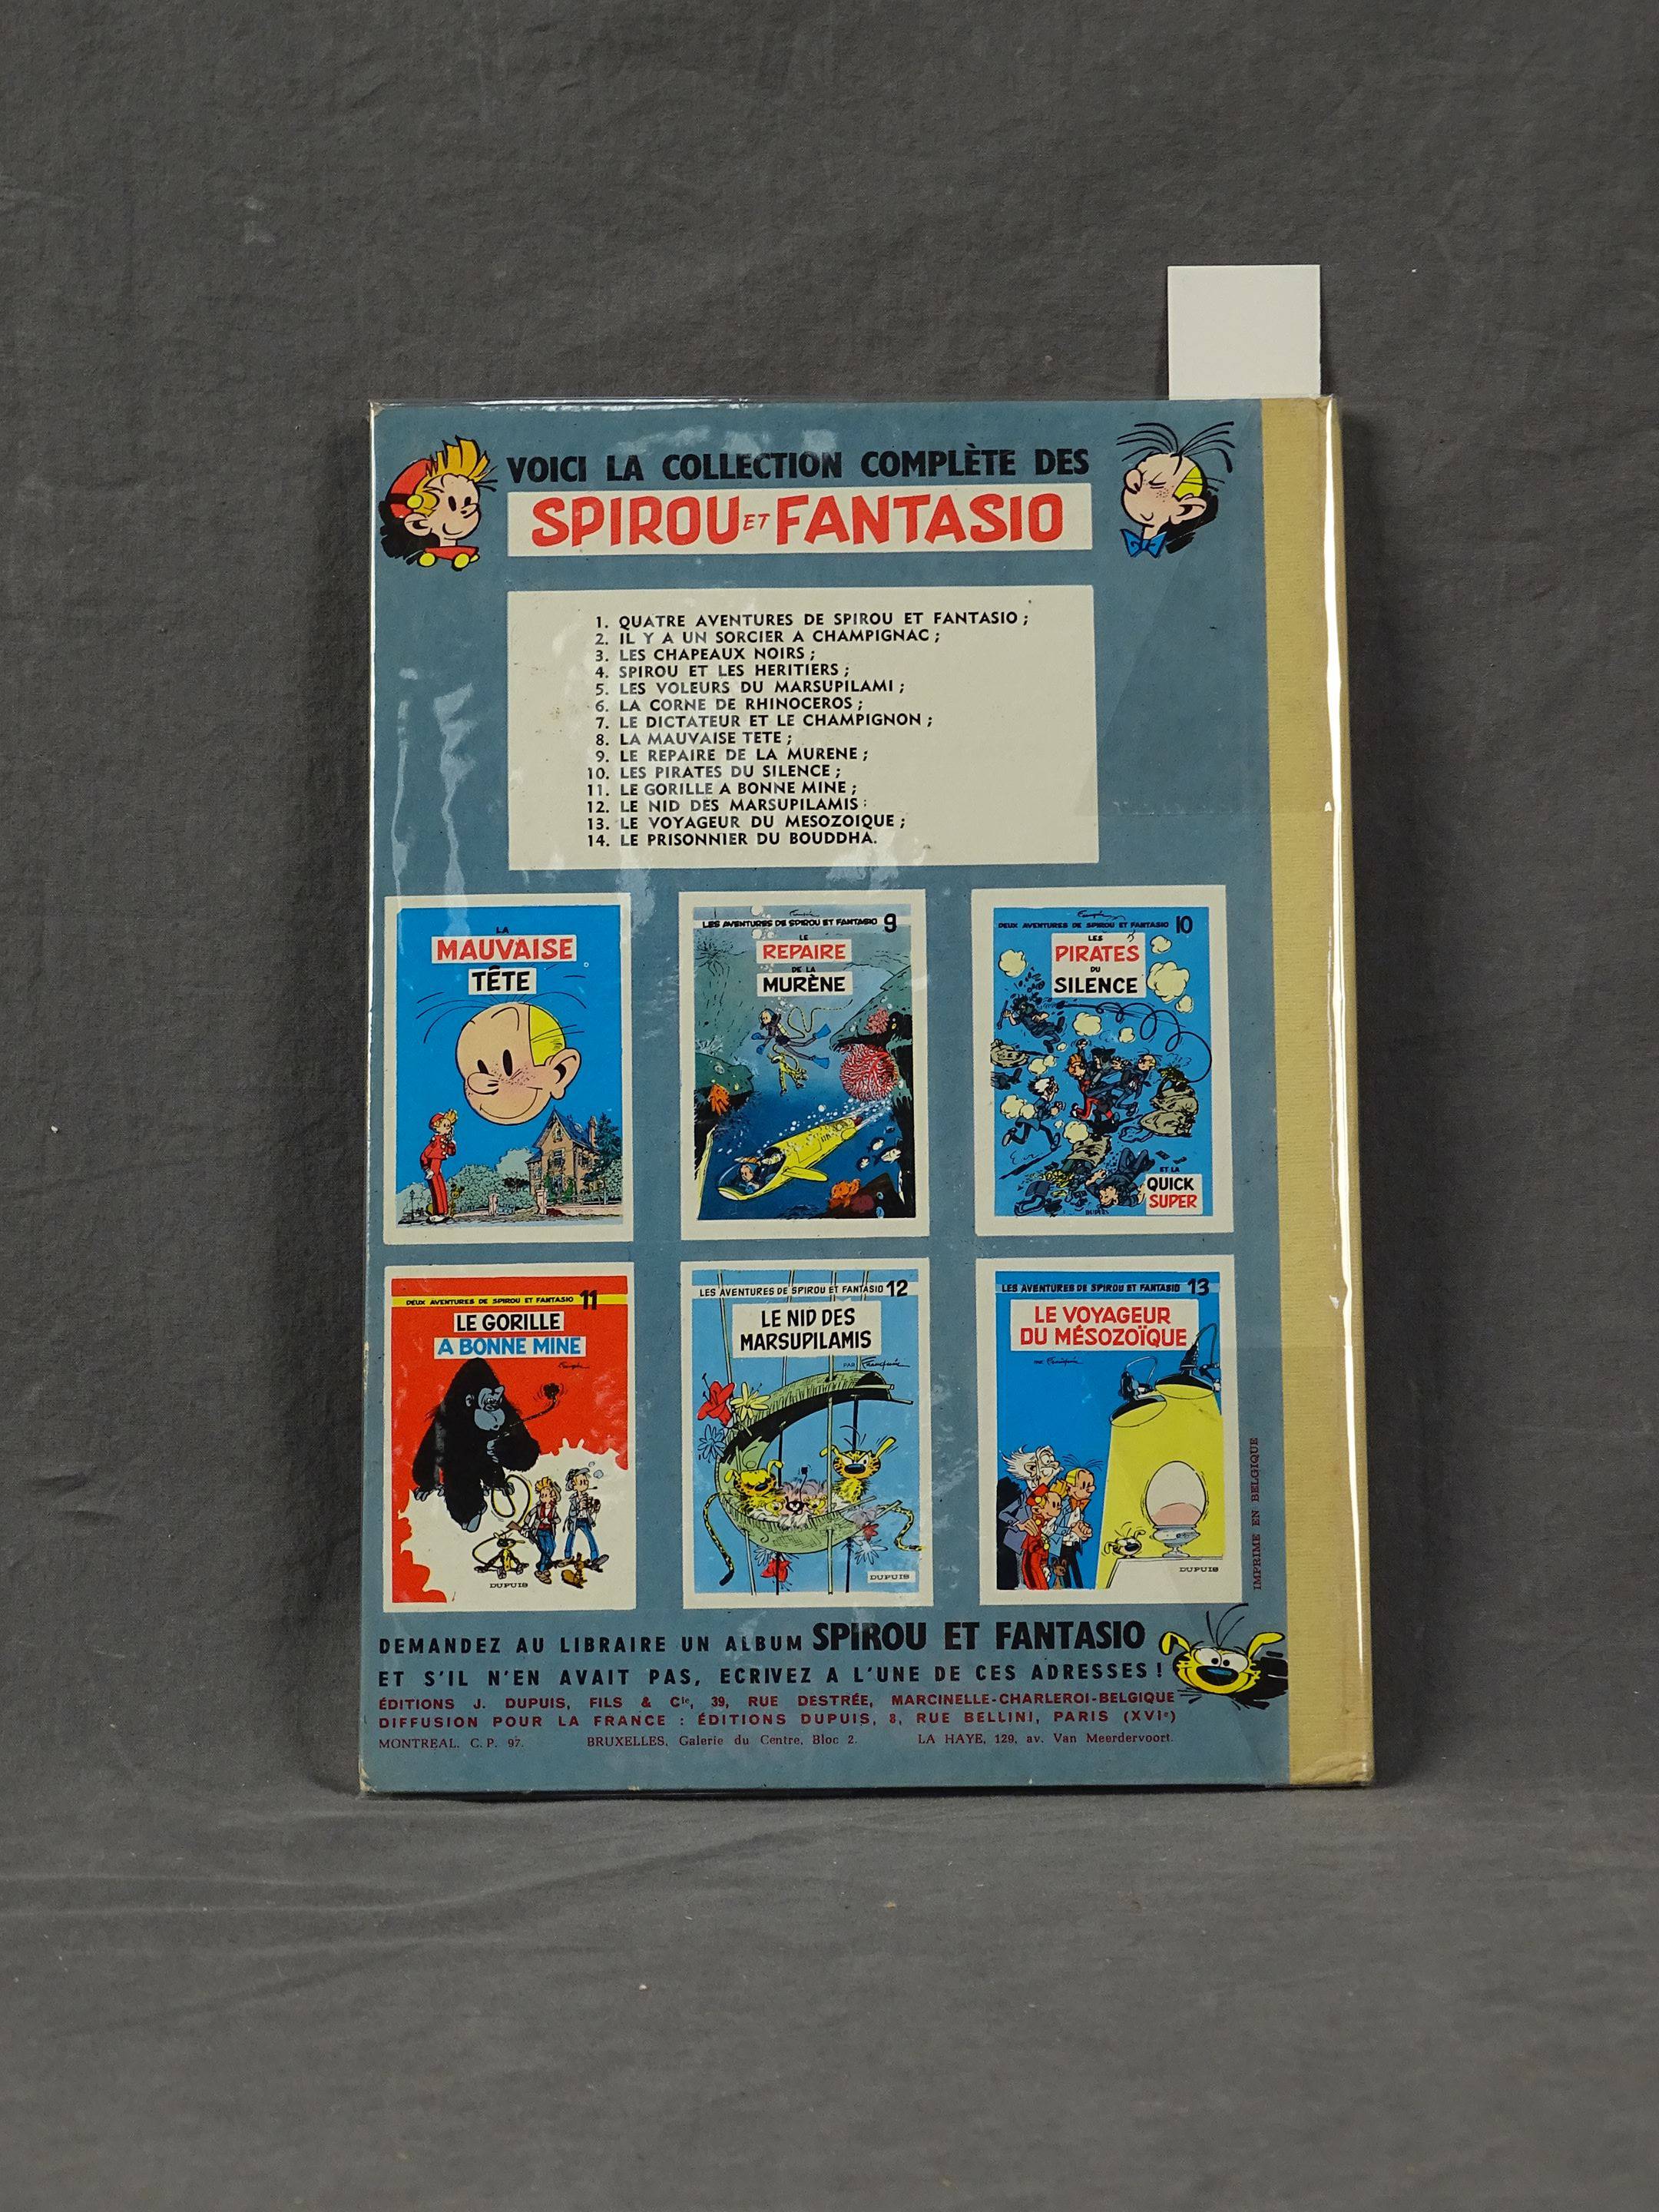 VOICI LA COLLECTION COMPLÈTE DES
SPIROU ET FANTASIO
1. QUATRE AVENTURES DE SPIROU ET FANTASIO ;
2. IL Y A UN SORCIER A CHAMPIGNAC ;
3. LES CHAPEAUX NOIRS ;
4. SPIROU ET LES HERITIERS ;
5. LES VOLEURS DU MARSUPILAMI ;
6. LA CORNE DE RHINOCEROS ;
7. LE DICTATEUR ET LE CHAMPIGNON ;
8. LA MAUVAISE TETE ;
9. LE REPAIRE DE LA MURENE ;
10. LES PIRATES DU SILENCE ;
11. LE GORILLE A BONNE MINE ;
12. LE NID DES MARSUPILAMIS :
13. LE VOYAGEUR DU MESOZOIQUE ;
14. LE PRISONNIER DU BOUDDHA.
LA
MAUVAISE
TÊTE
Franquin
LES AVENTURES DE SPIROU ET FANTASIO 9
LE
REPAIRE
DE LA
MURÈNE
Franquin
DEUX AVENTURES DE SPIROU ET FANTASIO 10
LES
PIRATES
DU
SILENCE
ET LA
QUICK
SUPER
DUPUIS
DEUX AVENTURES DE SPIROU ET FANTASIO 11
LE GORILLE
A BONNE MINE
Franquin
DUPUIS
LES AVENTURES DE SPIROU ET FANTASIO 12
LE NID DES
MARSUPILAMIS
PAR Franquin
DUPUIS
LES AVENTURES DE SPIROU ET FANTASIO 13
LE VOYAGEUR
DU MÉSOZOÏQUE
PAR Franquin
DUPUIS
IMPRIME EN BELGIQUE
DEMANDEZ AU LIBRAIRE UN ALBUM SPIROU ET FANTASIO
ET S'IL N'EN AVAIT PAS, ECRIVEZ A L'UNE DE CES ADRESSES !
ÉDITIONS J. DUPUIS, FILS & Cie, 39, RUE DESTRÉE, MARCINELLE-CHARLEROI-BELGIQUE
DIFFUSION POUR LA FRANCE : ÉDITIONS DUPUIS, 8, RUE BELLINI, PARIS (XVIe)
MONTREAL. C. P. 97. BRUXELLES, Galerie du Centre, Bloc 2. LA HAYE, 129, av. Van Meerdervoort.